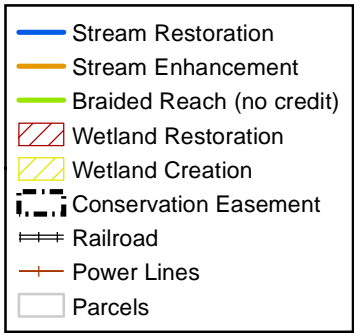 Stream Restoration
Stream Enhancement
Braided Reach (no credit)
Wetland Restoration
Wetland Creation
Conservation Easement
Railroad
Power Lines
Parcels